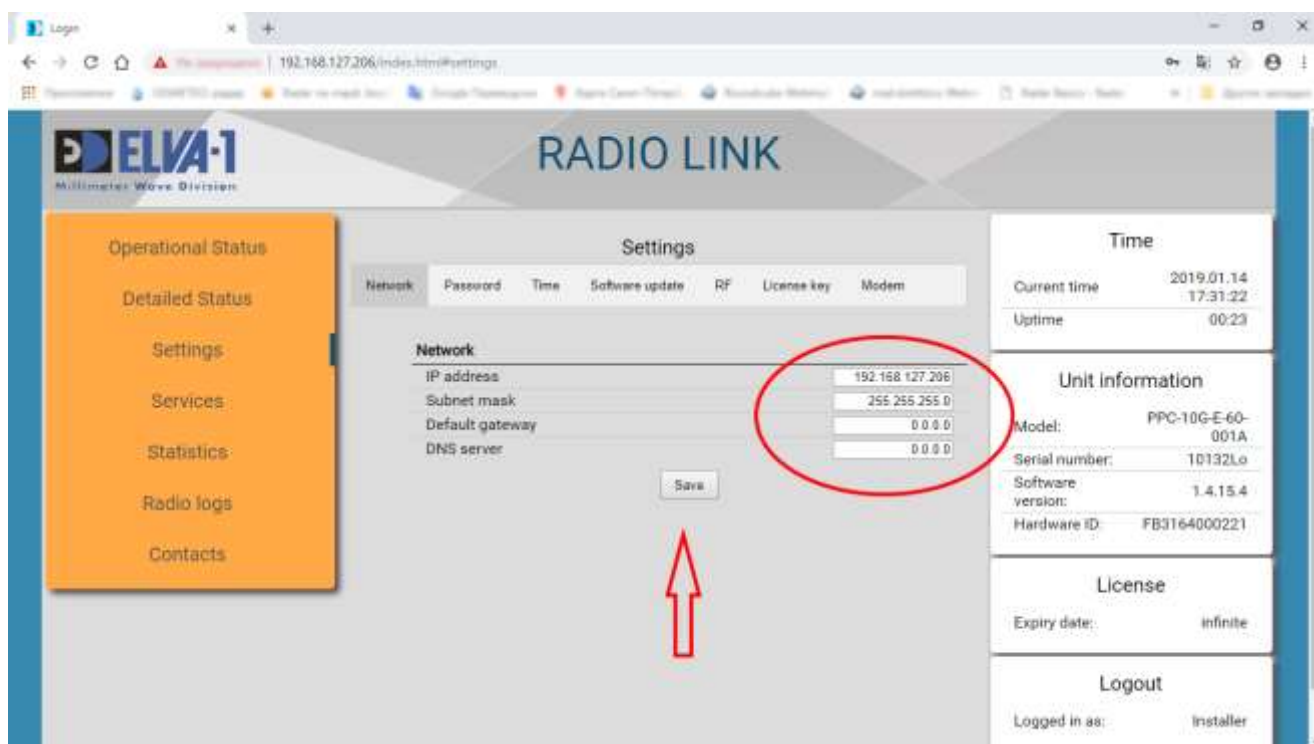 Login
192.168.127.206/index.html#settings
ELVA-1
Millimeter Wave Division
RADIO LINK
Operational Status
Detailed Status
Settings
Services
Statistics
Radio logs
Contacts
Settings
Network Password Time Software update RF License key Modem
Network
IP address 192.168.127.206
Subnet mask 255.255.255.0
Default gateway 0.0.0.0
DNS server 0.0.0.0
Save
Time
Current time 2019.01.14
17:31:22
Uptime 00:23
Unit information
Model: PPC-10G-E-60-
001A
Serial number: 10132Lo
Software
version: 1.4.15.4
Hardware ID: FB3164000221
License
Expiry date: infinite
Logout
Logged in as: Installer